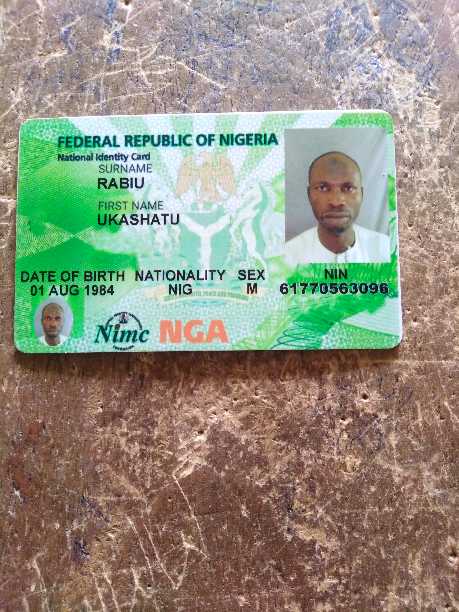 FEDERAL REPUBLIC OF NIGERIA
National Identity Card
SURNAME
RABIU
FIRST NAME
UKASHATU
DATE OF BIRTH NATIONALITY SEX NIN
01 AUG 1984 NIG M 61770563096
Nimc NGA